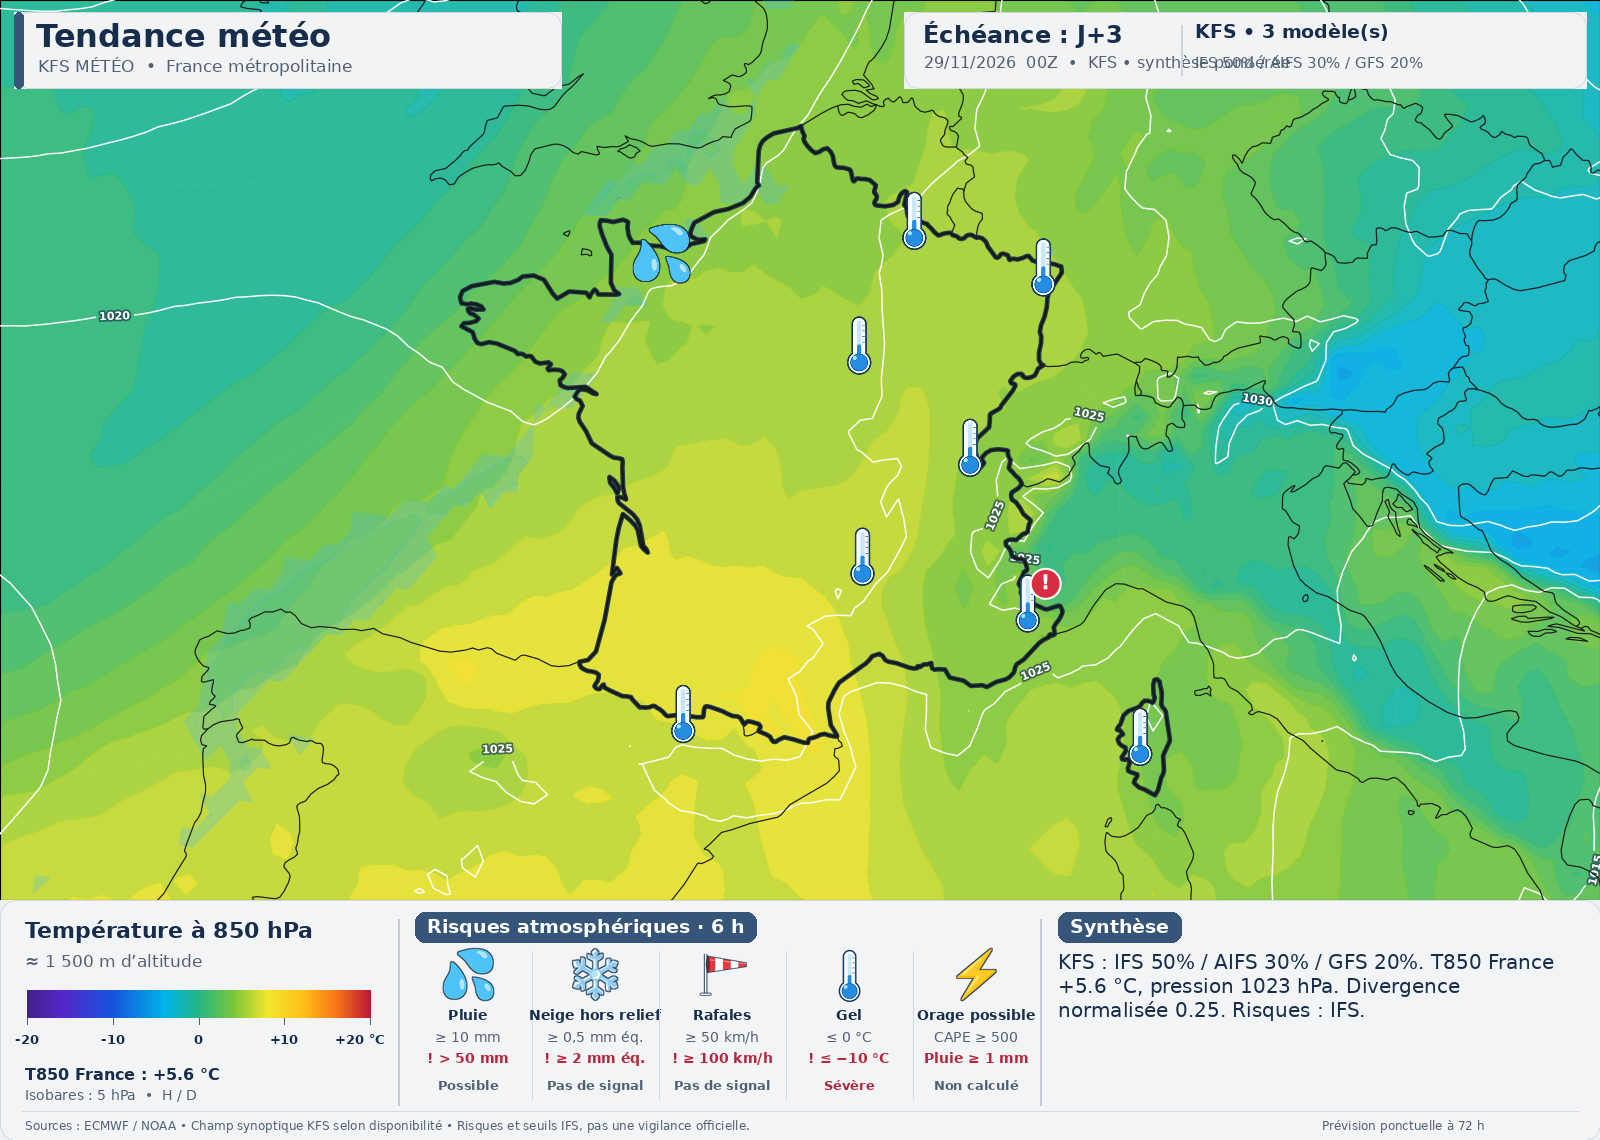 Tendance météo
KFS MÉTÉO • France métropolitaine
Échéance : J+3
29/11/2026 00Z • KFS • synthèse pondérée
KFS • 3 modèle(s)
IFS 50% / AIFS 30% / GFS 20%
1020
1025
1030
1025
1025
1025
1025
1015
!
Température à 850 hPa
≈ 1 500 m d’altitude
-20 -10 0 +10 +20 °C
T850 France : +5.6 °C
Isobares : 5 hPa • H / D
Risques atmosphériques · 6 h
Pluie
≥ 10 mm
! > 50 mm
Possible
Neige hors relief
≥ 0,5 mm éq.
! ≥ 2 mm éq.
Pas de signal
Rafales
≥ 50 km/h
! ≥ 100 km/h
Pas de signal
Gel
≤ 0 °C
! ≤ −10 °C
Sévère
Orage possible
CAPE ≥ 500
Pluie ≥ 1 mm
Non calculé
Synthèse
KFS : IFS 50% / AIFS 30% / GFS 20%. T850 France
+5.6 °C, pression 1023 hPa. Divergence
normalisée 0.25. Risques : IFS.
Sources : ECMWF / NOAA • Champ synoptique KFS selon disponibilité • Risques et seuils IFS, pas une vigilance officielle.
Prévision ponctuelle à 72 h